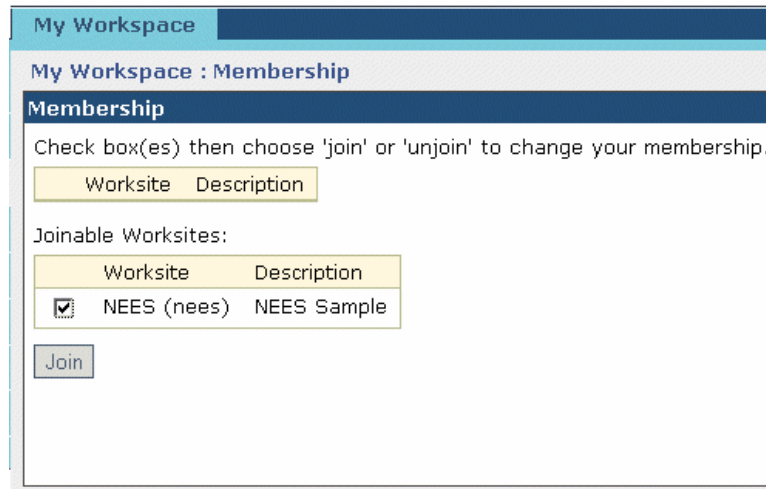 My Workspace
My Workspace : Membership
Membership
Check box(es) then choose 'join' or 'unjoin' to change your membership.
Worksite Description
Joinable Worksites:
Worksite Description
NEES (nees) NEES Sample
Join